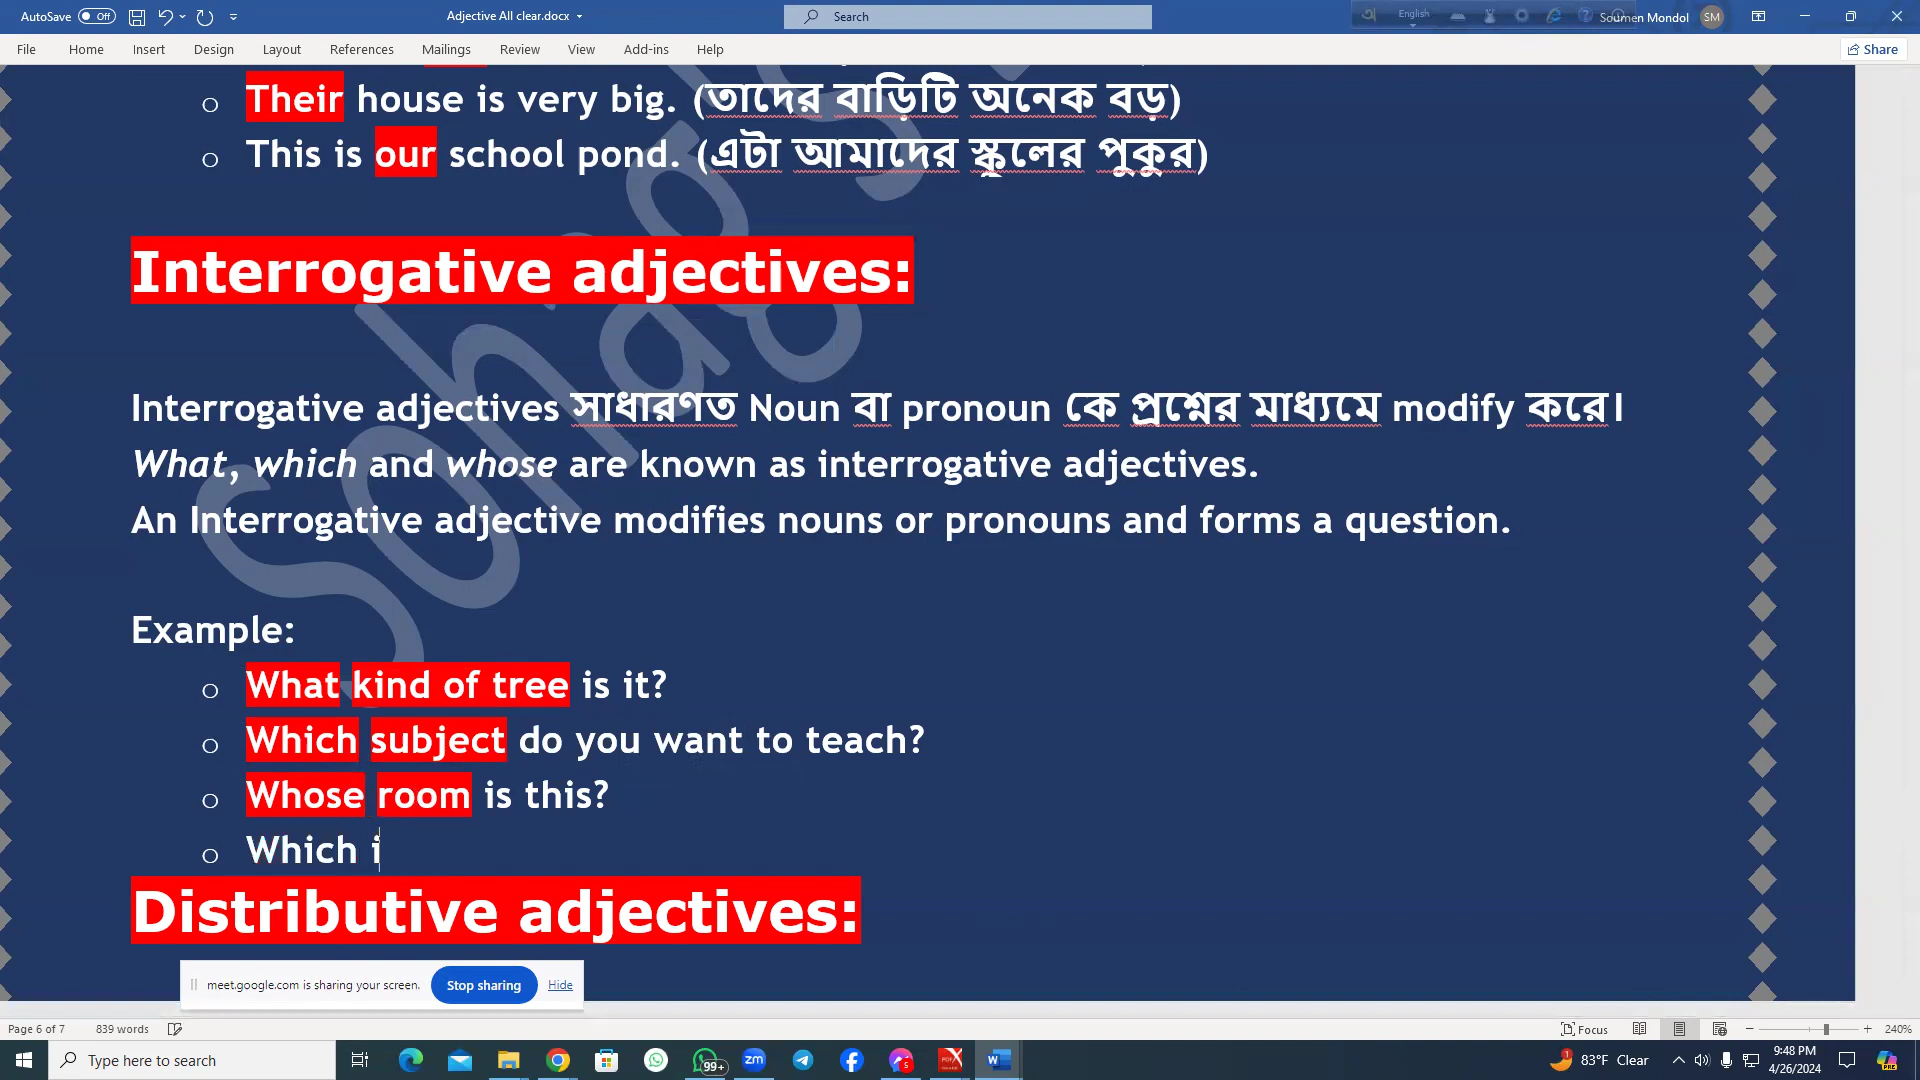 AutoSave Off Adjective All clear.docx Search English Soumen Mondol SM
File Home Insert Design Layout References Mailings Review View Add-ins Help Share
o Their house is very big. (তাদের বাড়িটি অনেক বড়)
o This is our school pond. (এটা আমাদের স্কুলের পুকুর)
Interrogative adjectives:
Interrogative adjectives সাধারণত Noun বা pronoun কে প্রশ্নের মাধ্যমে modify করে।
What, which and whose are known as interrogative adjectives.
An Interrogative adjective modifies nouns or pronouns and forms a question.
Example:
o What kind of tree is it?
o Which subject do you want to teach?
o Whose room is this?
o Which i
Distributive adjectives:
meet.google.com is sharing your screen. Stop sharing Hide
Page 6 of 7 839 words Focus 240%
Type here to search 99+ zm 5 83°F Clear 9:48 PM
4/26/2024